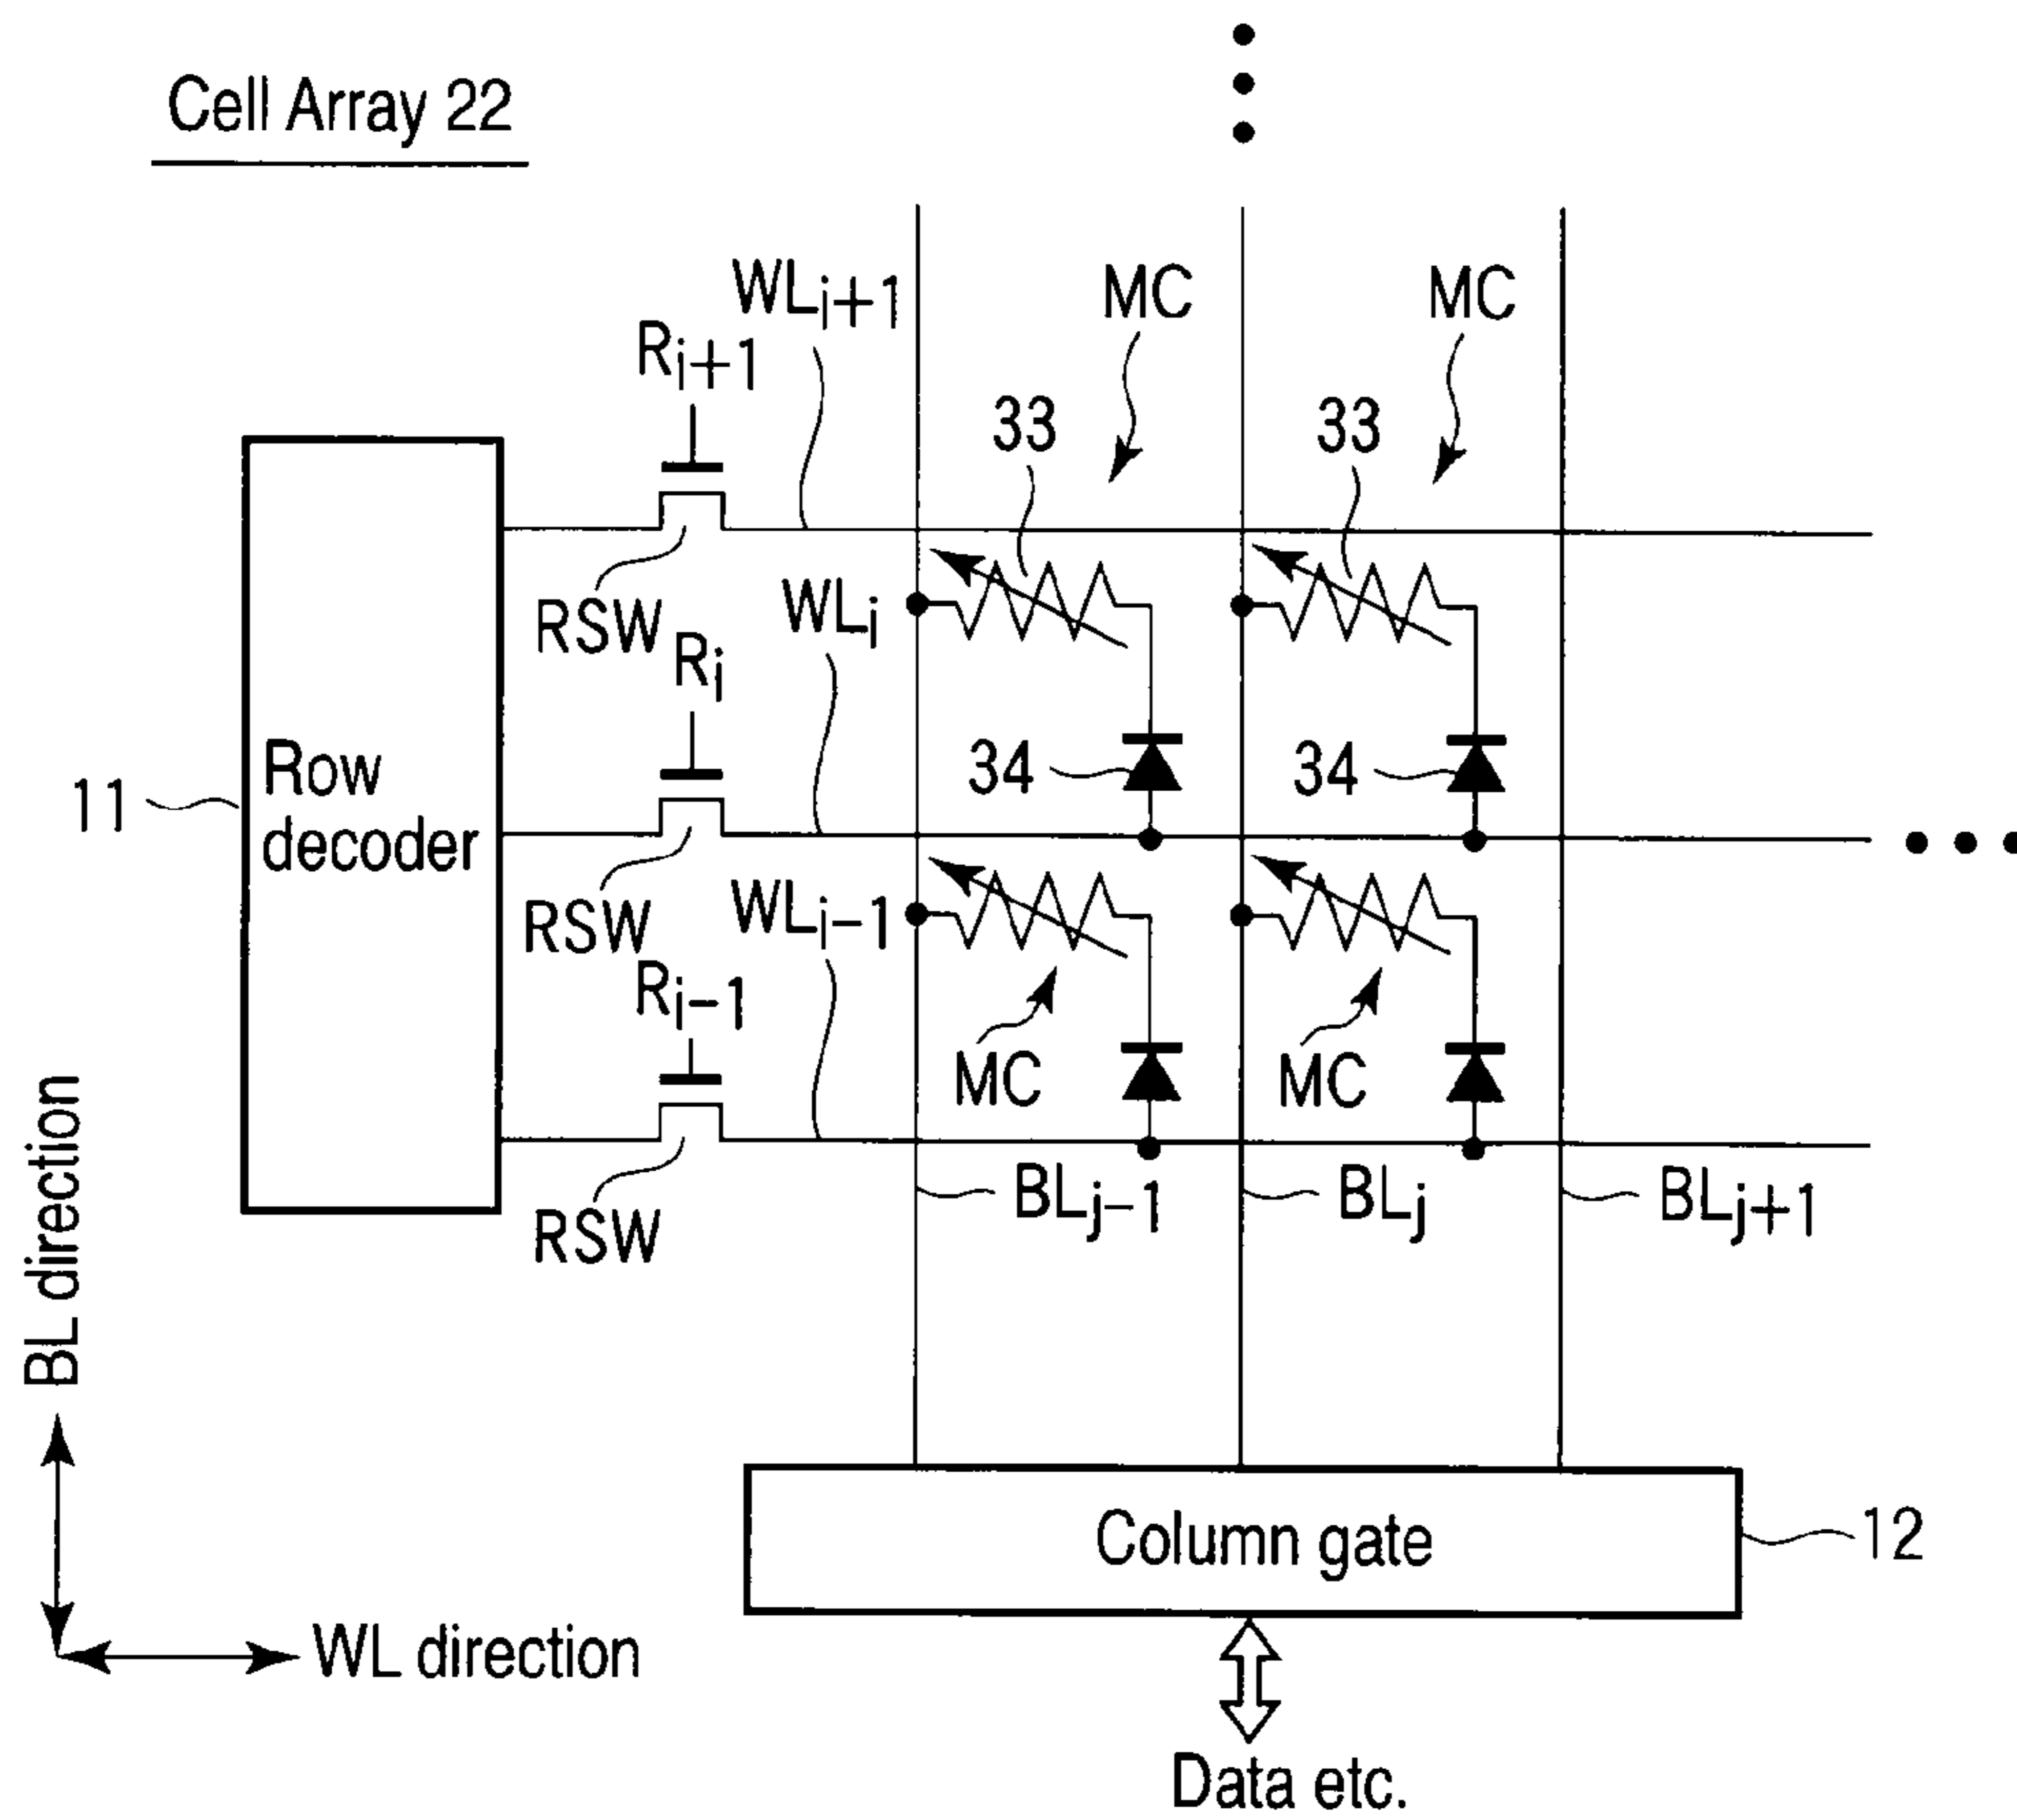 Cell Array 22
WLi+1
MC
MC
Ri+1
33
33
RSW
WLi
Ri
34
34
11
Row
decoder
RSW
WLi-1
Ri-1
MC
MC
RSW
BLj-1
BLj
BLj+1
BL direction
WL direction
Column gate
12
Data etc.